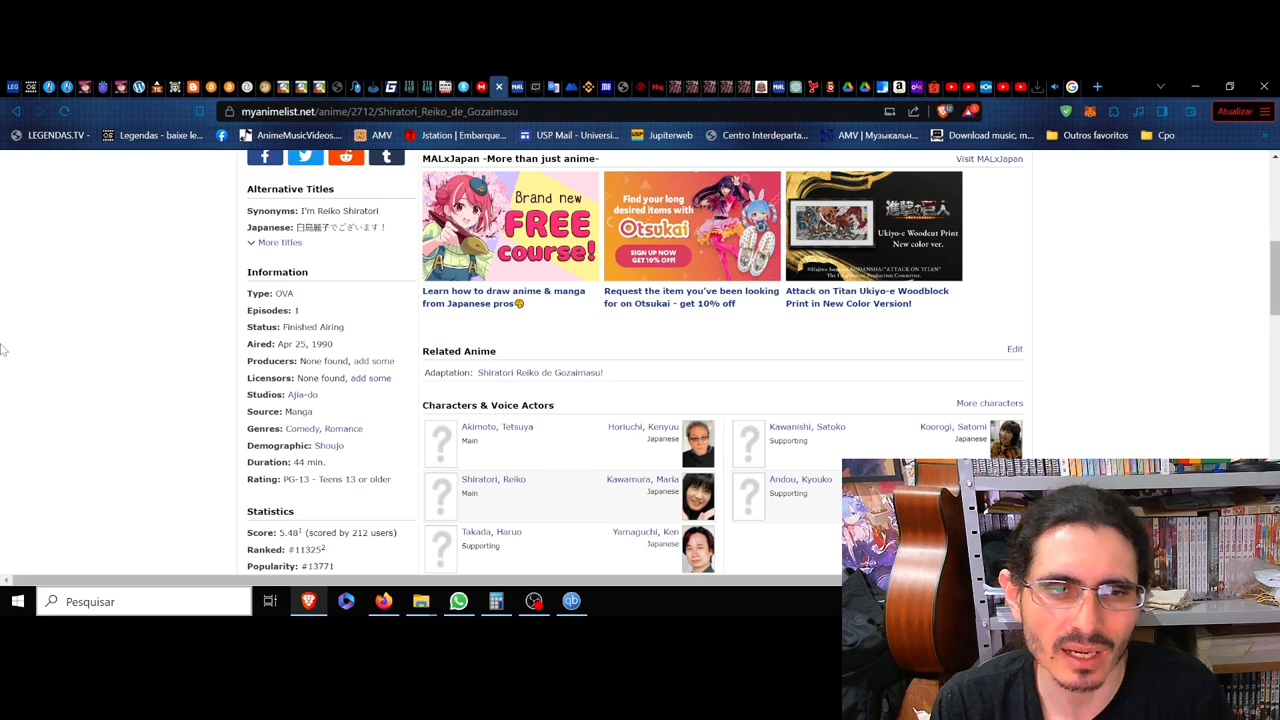 myanimelist.net/anime/2712/Shiratori_Reiko_de_Gozaimasu
Atualizar
LEGENDAS.TV -
Legendas - baixe le...
AnimeMusicVideos....
AMV
Jstation | Embarque...
USP Mail - Universi...
Jupiterweb
Centro Interdeparta...
AMV | Музыкальн...
Download music, m...
Outros favoritos
Cpo
Alternative Titles
Synonyms: I'm Reiko Shiratori
Japanese: 白鳥麗子でございます！
More titles
Information
Type: OVA
Episodes: 1
Status: Finished Airing
Aired: Apr 25, 1990
Producers: None found, add some
Licensors: None found, add some
Studios: Ajia-do
Source: Manga
Genres: Comedy, Romance
Demographic: Shoujo
Duration: 44 min.
Rating: PG-13 - Teens 13 or older
Statistics
Score: 5.48¹ (scored by 212 users)
Ranked: #11325²
Popularity: #13771
MALxJapan -More than just anime-
Visit MALxJapan
Brand new
FREE
course!
Find your long
desired items with
Otsukai
SIGN UP NOW
GET 10% OFF!
進撃の巨人
Ukiyo-e Woodcut Print
New color ver.
Learn how to draw anime & manga
from Japanese pros
Request the item you've been looking
for on Otsukai - get 10% off
Attack on Titan Ukiyo-e Woodblock
Print in New Color Version!
Related Anime
Edit
Adaptation: Shiratori Reiko de Gozaimasu!
Characters & Voice Actors
More characters
Akimoto, Tetsuya
Main
Horiuchi, Kenyuu
Japanese
Kawanishi, Satoko
Supporting
Koorogi, Satomi
Japanese
Shiratori, Reiko
Main
Kawamura, Maria
Japanese
Andou, Kyouko
Supporting
Takada, Haruo
Supporting
Yamaguchi, Ken
Japanese
Pesquisar